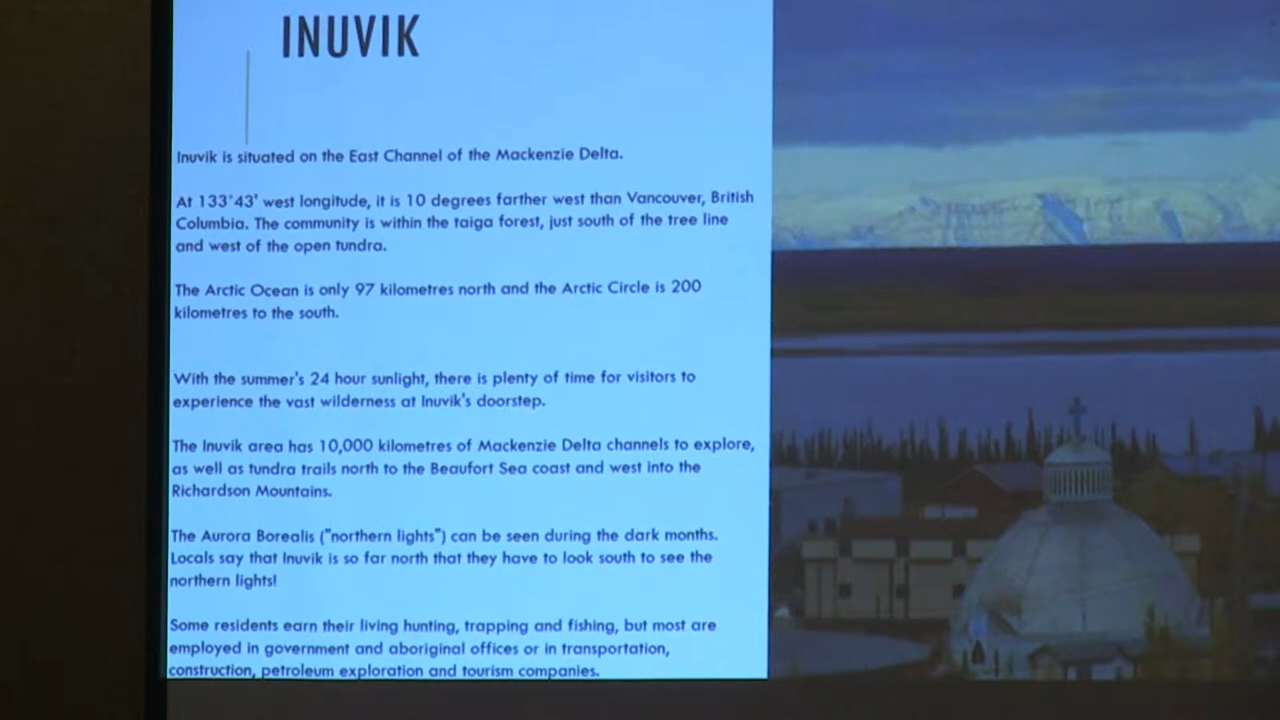 INUVIK
Inuvik is situated on the East Channel of the Mackenzie Delta.
At 133°43' west longitude, it is 10 degrees farther west than Vancouver, British
Columbia. The community is within the taiga forest, just south of the tree line
and west of the open tundra.
The Arctic Ocean is only 97 kilometres north and the Arctic Circle is 200
kilometres to the south.
With the summer's 24 hour sunlight, there is plenty of time for visitors to
experience the vast wilderness at Inuvik's doorstep.
The Inuvik area has 10,000 kilometres of Mackenzie Delta channels to explore,
as well as tundra trails north to the Beaufort Sea coast and west into the
Richardson Mountains.
The Aurora Borealis ("northern lights") can be seen during the dark months.
Locals say that Inuvik is so far north that they have to look south to see the
northern lights!
Some residents earn their living hunting, trapping and fishing, but most are
employed in government and aboriginal offices or in transportation,
construction, petroleum exploration and tourism companies.